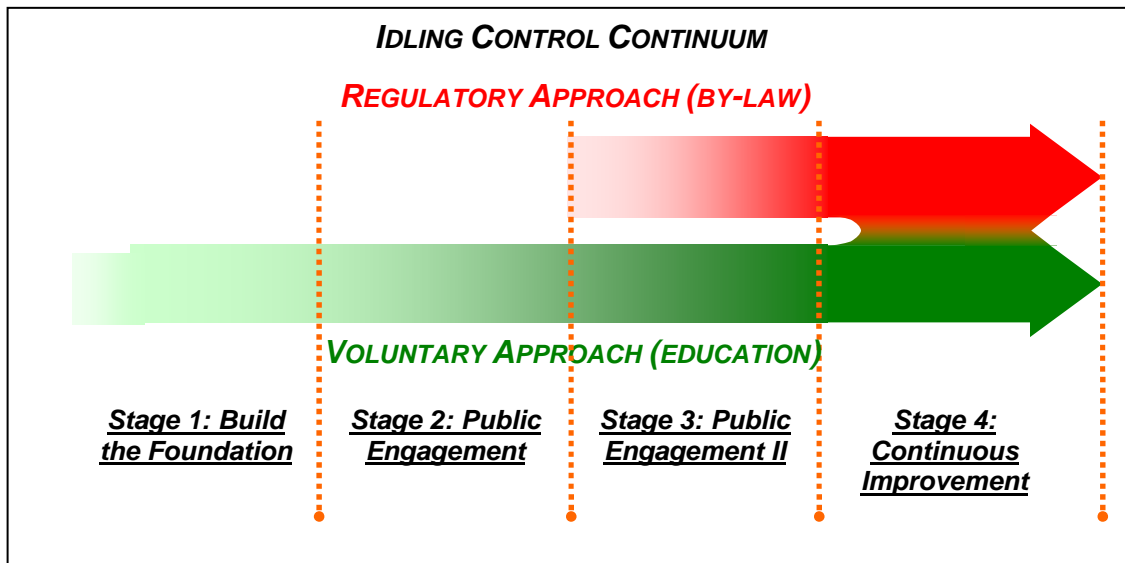 IDLING CONTROL CONTINUUM
REGULATORY APPROACH (BY-LAW)
VOLUNTARY APPROACH (EDUCATION)
Stage 1: Build
the Foundation
Stage 2: Public
Engagement
Stage 3: Public
Engagement II
Stage 4:
Continuous
Improvement